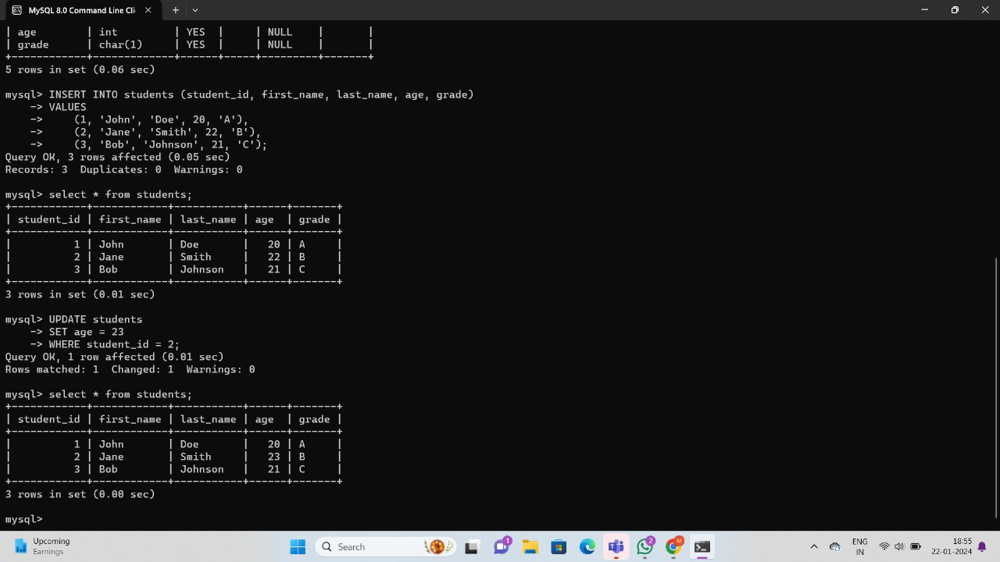 MySQL 8.0 Command Line Cli
| age        | int         | YES  |     | NULL    |       |
| grade      | char(1)     | YES  |     | NULL    |       |
+------------+-------------+------+-----+---------+-------+
5 rows in set (0.06 sec)
mysql> INSERT INTO students (student_id, first_name, last_name, age, grade)
    -> VALUES
    ->     (1, 'John', 'Doe', 20, 'A'),
    ->     (2, 'Jane', 'Smith', 22, 'B'),
    ->     (3, 'Bob', 'Johnson', 21, 'C');
Query OK, 3 rows affected (0.05 sec)
Records: 3  Duplicates: 0  Warnings: 0
mysql> select * from students;
+------------+------------+-----------+------+-------+
| student_id | first_name | last_name | age  | grade |
+------------+------------+-----------+------+-------+
|          1 | John       | Doe       |   20 | A     |
|          2 | Jane       | Smith     |   22 | B     |
|          3 | Bob        | Johnson   |   21 | C     |
+------------+------------+-----------+------+-------+
3 rows in set (0.01 sec)
mysql> UPDATE students
    -> SET age = 23
    -> WHERE student_id = 2;
Query OK, 1 row affected (0.01 sec)
Rows matched: 1  Changed: 1  Warnings: 0
mysql> select * from students;
+------------+------------+-----------+------+-------+
| student_id | first_name | last_name | age  | grade |
+------------+------------+-----------+------+-------+
|          1 | John       | Doe       |   20 | A     |
|          2 | Jane       | Smith     |   23 | B     |
|          3 | Bob        | Johnson   |   21 | C     |
+------------+------------+-----------+------+-------+
3 rows in set (0.00 sec)
mysql>
Upcoming
Earnings
Search
1
2
M
ENG
IN
18:55
22-01-2024